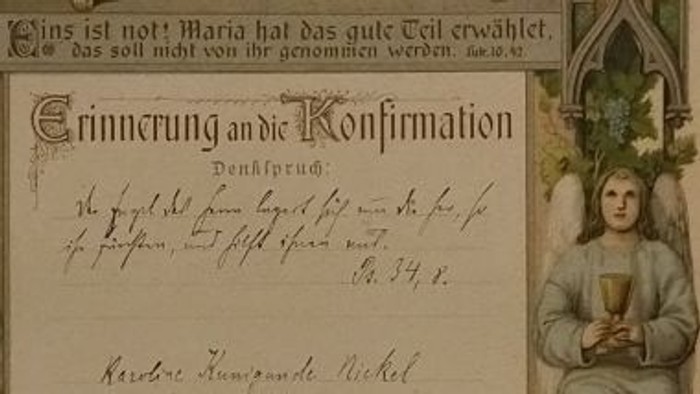 Eins ist not! Maria hat das gute Teil erwählet,
das soll nicht von ihr genommen werden. Luk. 10, 42.
Erinnerung an die Konfirmation
Denkspruch:
Der Engel des Herrn lagert sich um die her, so
ihn fürchten, und hilft ihnen aus.
Ps. 34, 8.
Karoline Kunigunde Nickel